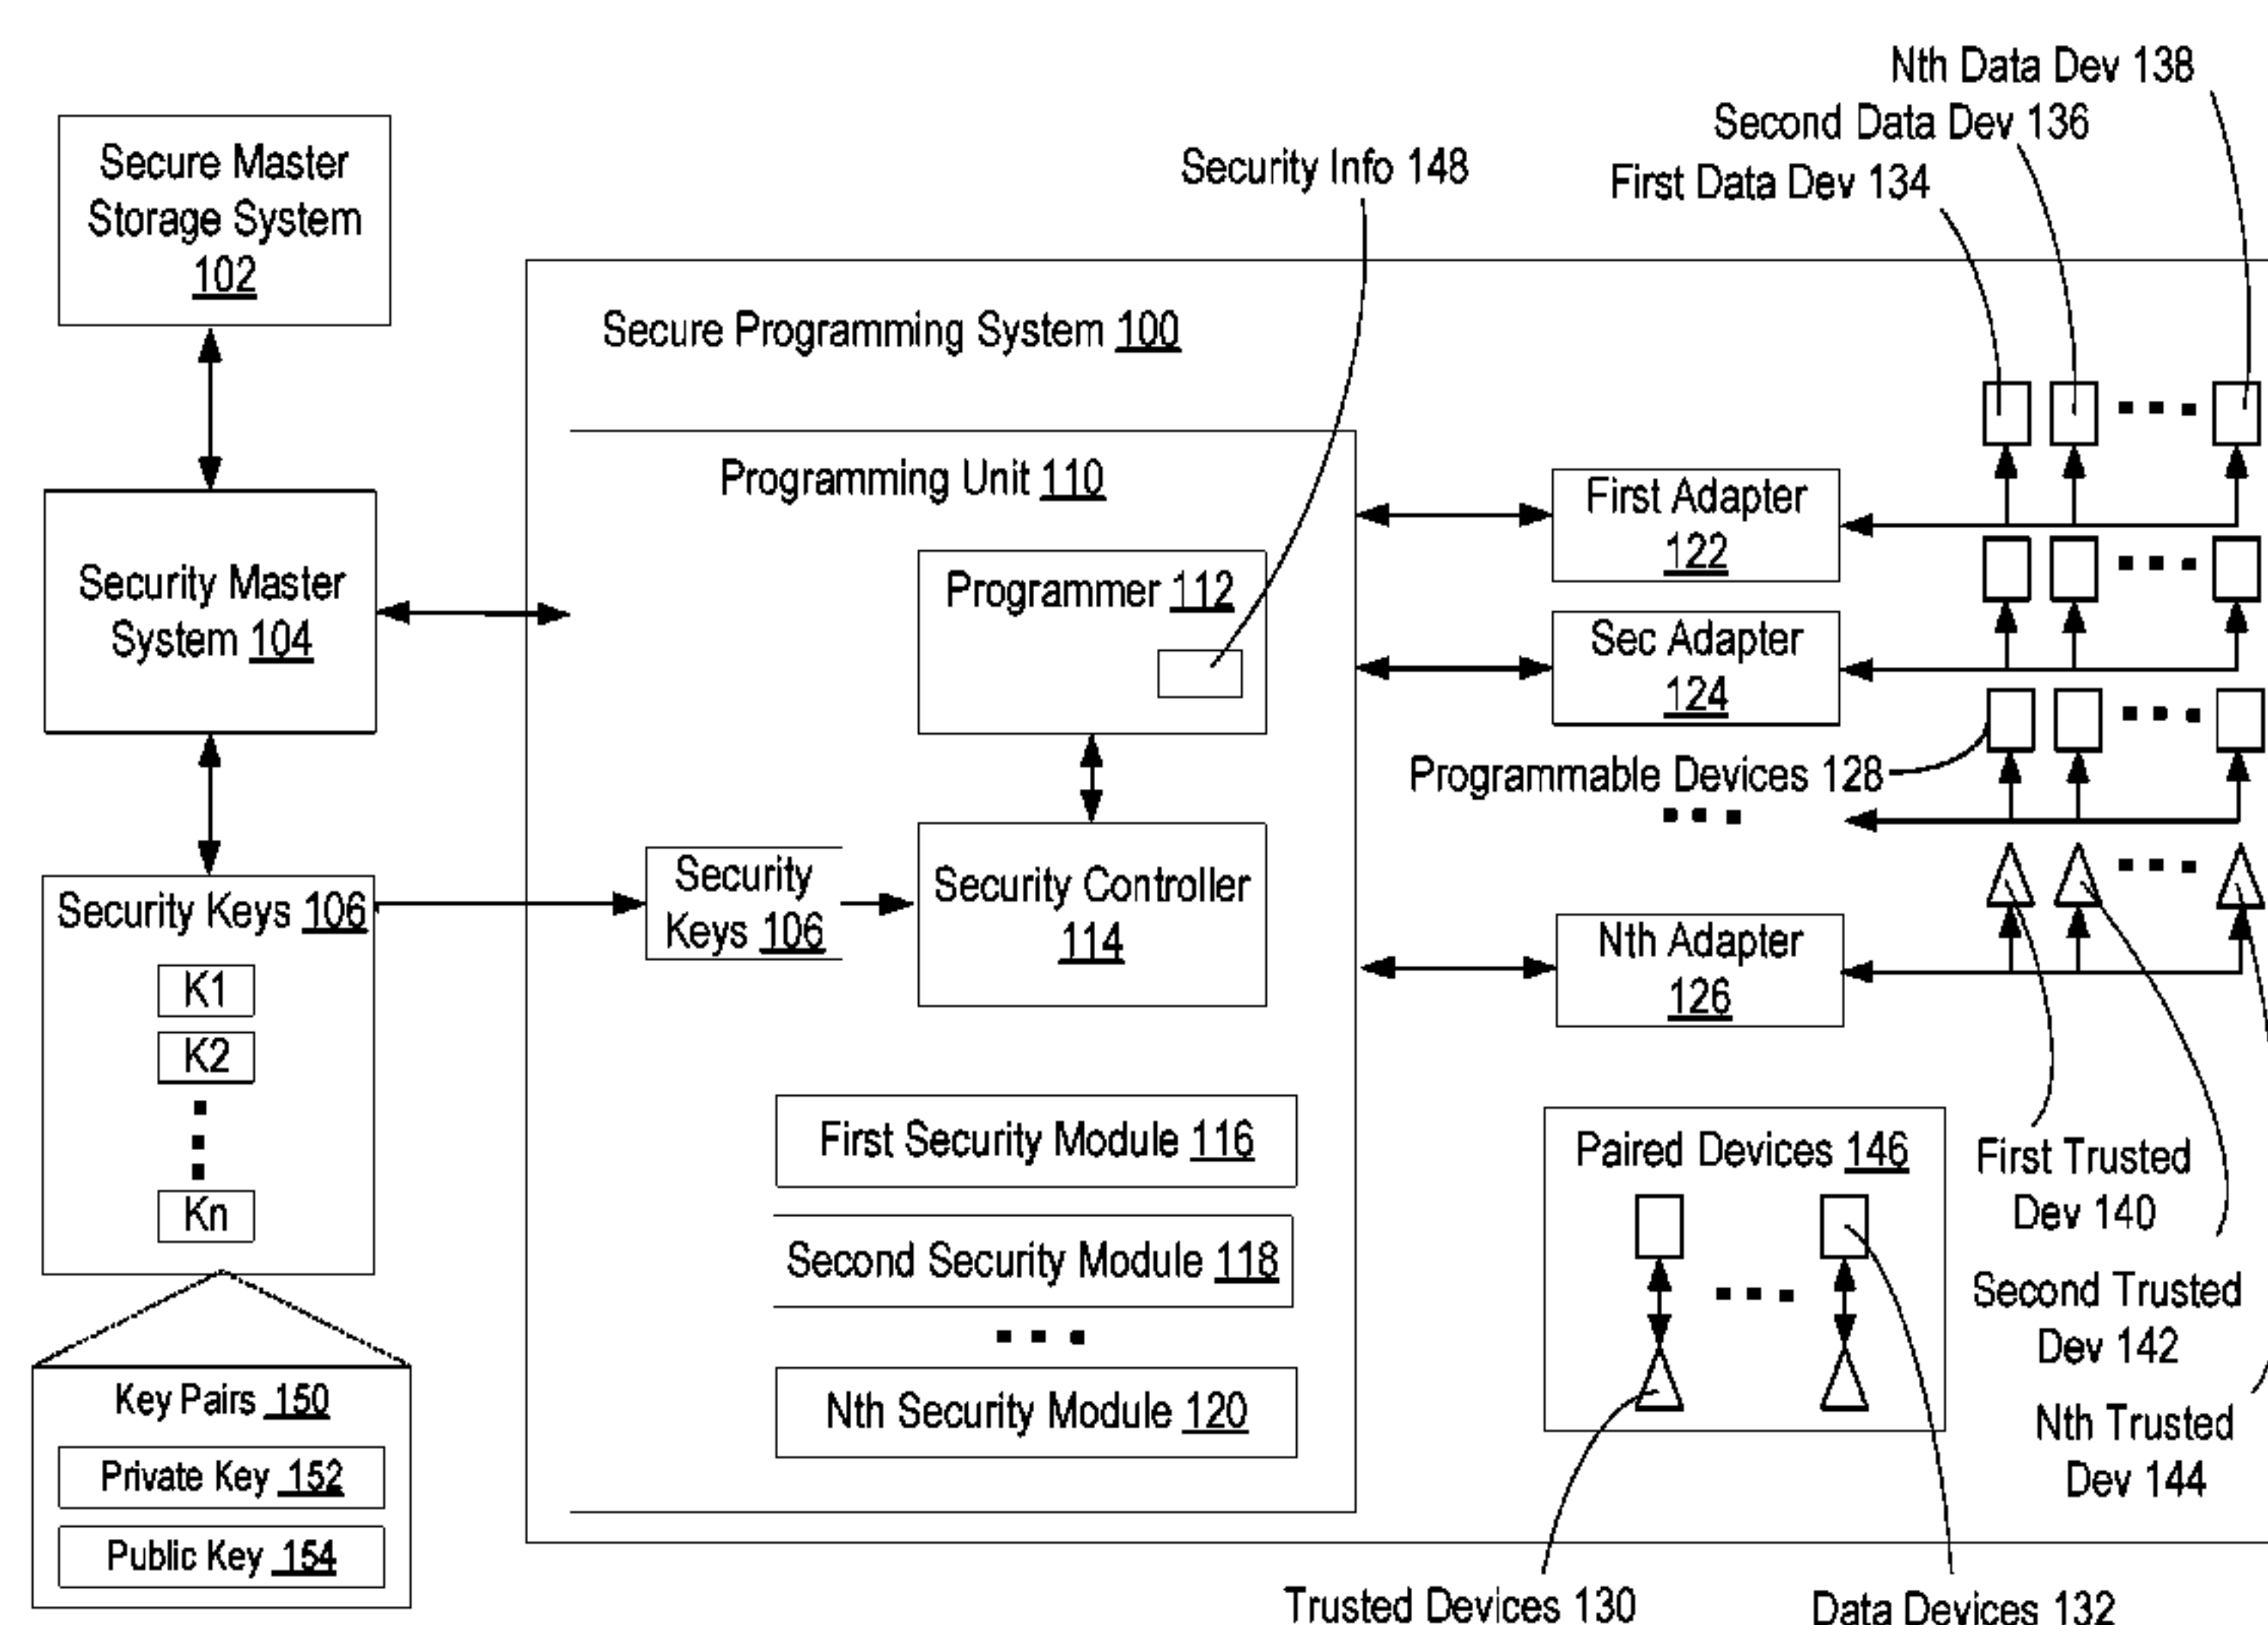 Nth Data Dev 138
Second Data Dev 136
First Data Dev 134
Security Info 148
Secure Master
Storage System
102
Secure Programming System 100
Programming Unit 110
First Adapter
122
Programmer 112
Security Master
System 104
Sec Adapter
124
Programmable Devices 128
Security Keys 106
Security
Keys 106
Security Controller
114
Nth Adapter
126
K1
K2
Kn
First Security Module 116
Second Security Module 118
Nth Security Module 120
Paired Devices 146
First Trusted
Dev 140
Second Trusted
Dev 142
Nth Trusted
Dev 144
Key Pairs 150
Private Key 152
Public Key 154
Trusted Devices 130
Data Devices 132